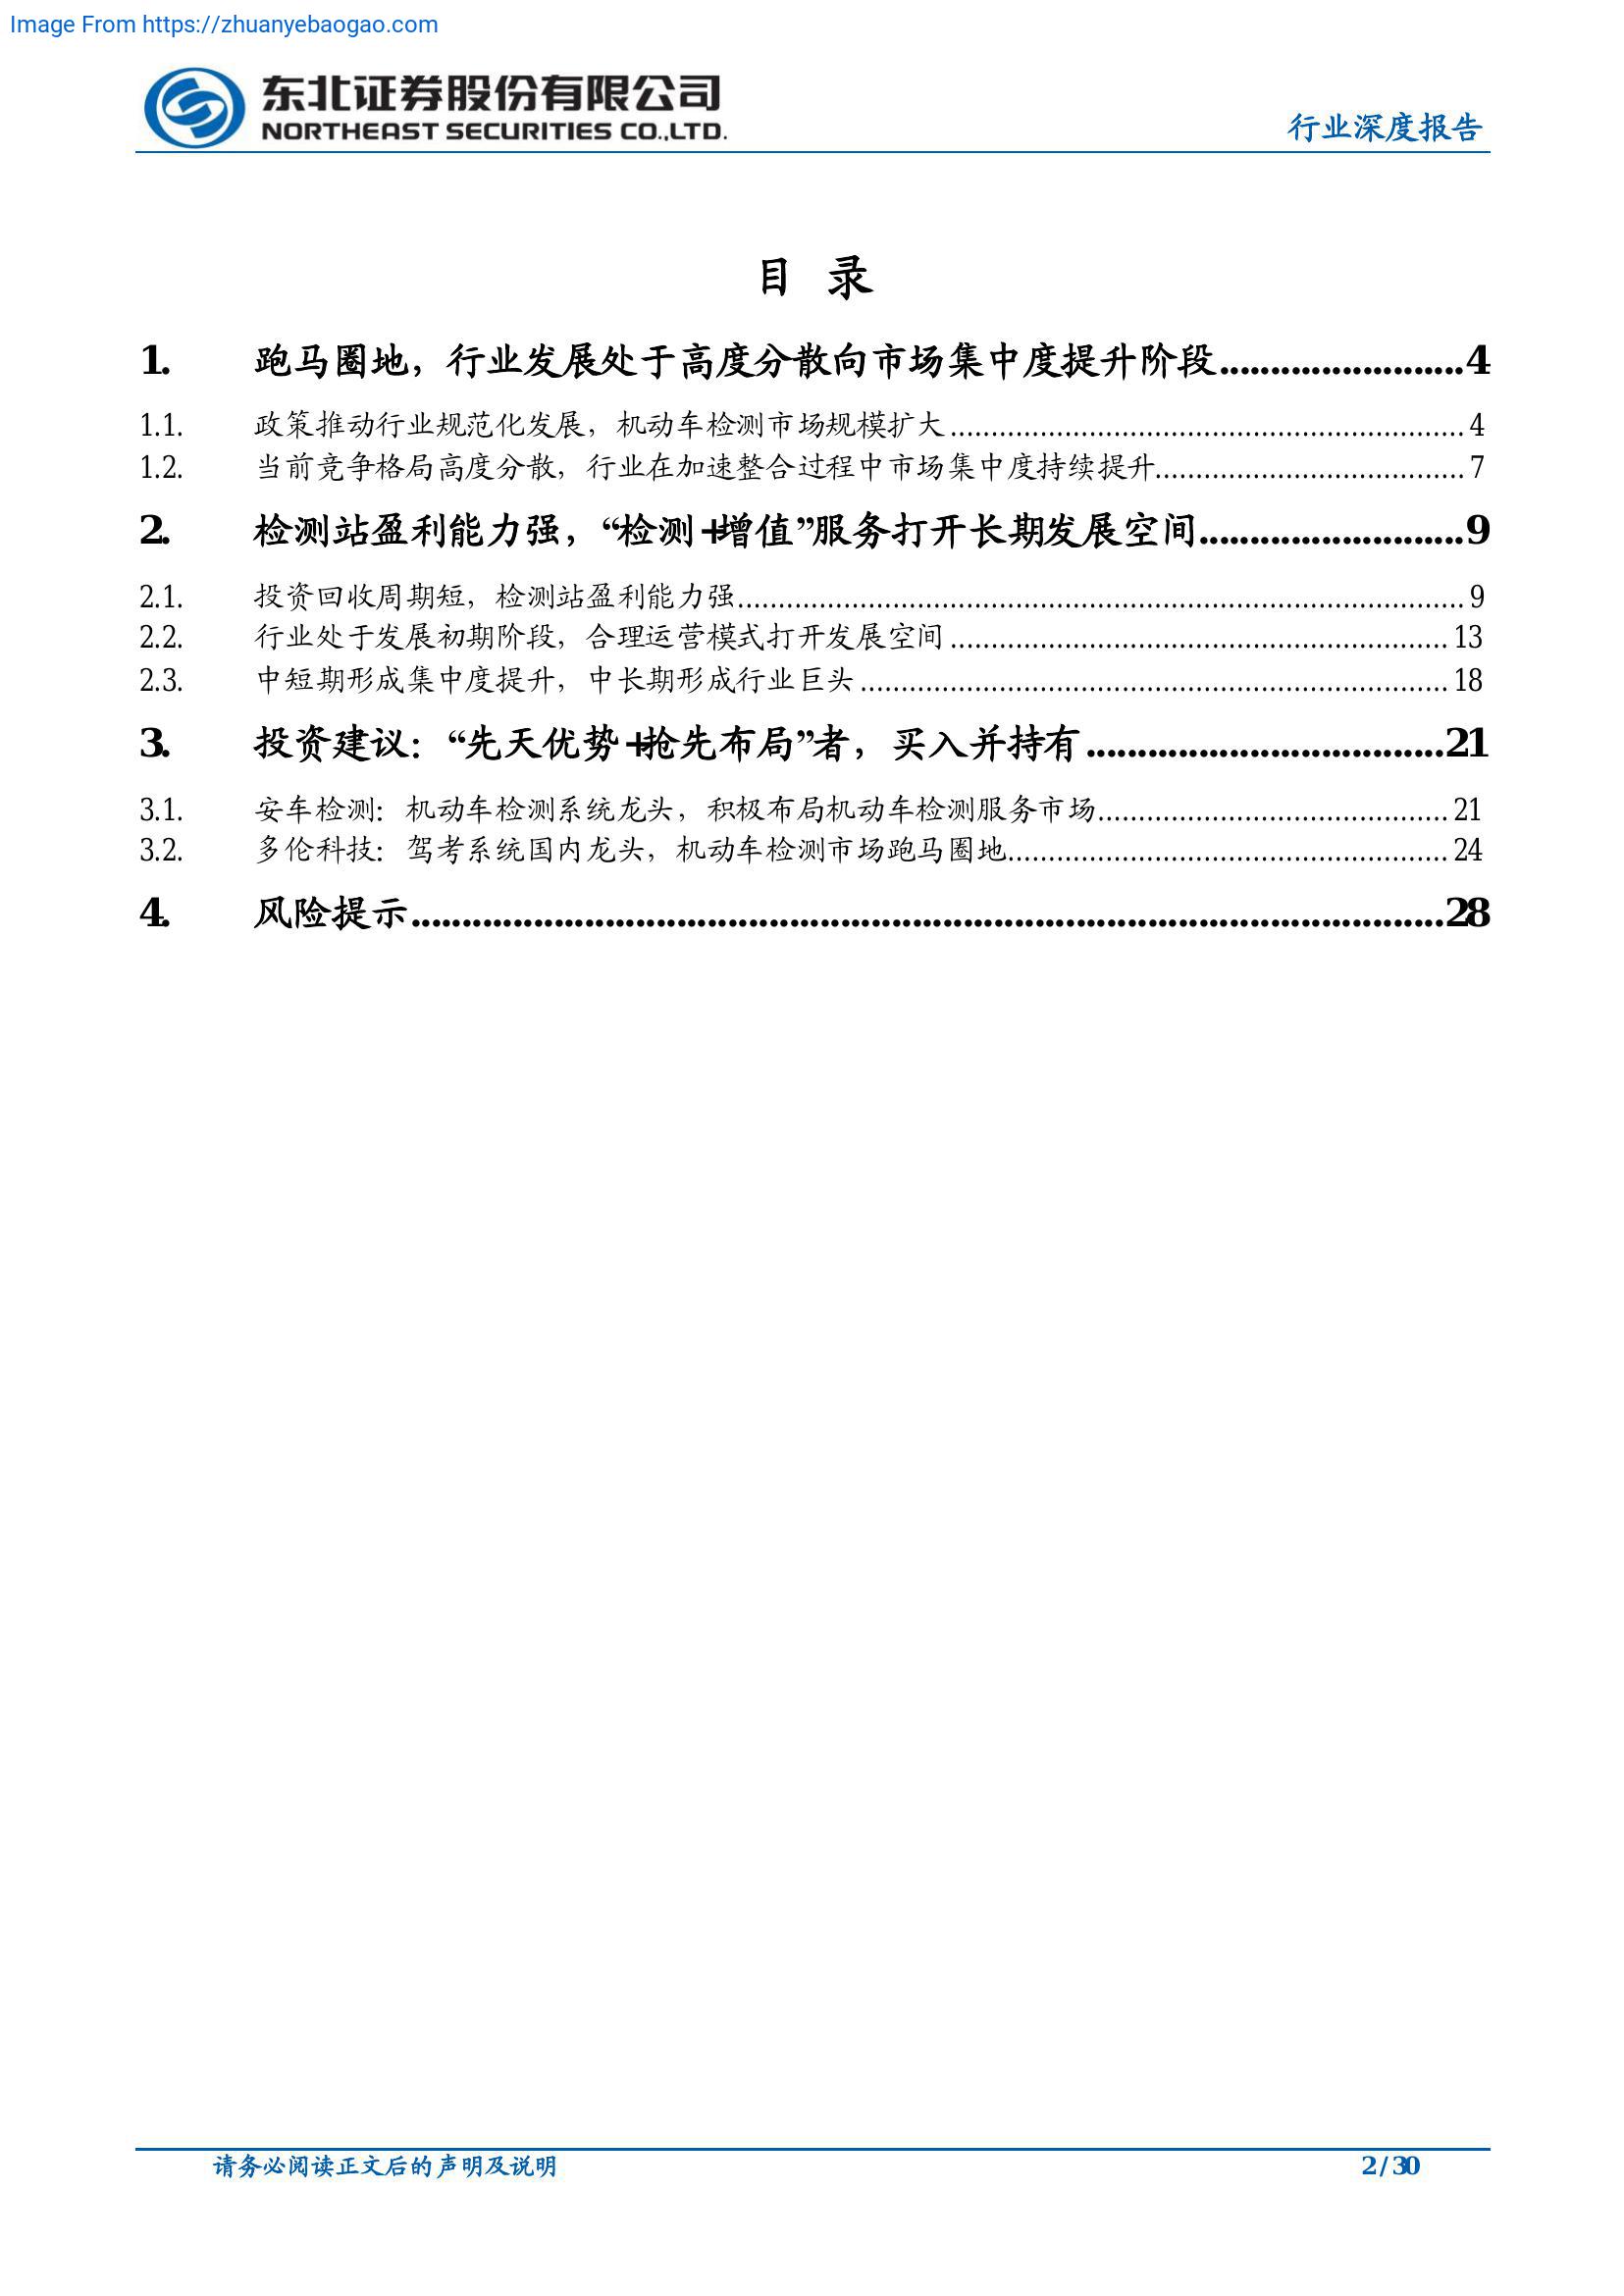 Image From https://zhuanyebaogao.com
东北证券股份有限公司
NORTHEAST SECURITIES CO.,LTD.
行业深度报告
目 录
1. 跑马圈地，行业发展处于高度分散向市场集中度提升阶段........................4
1.1. 政策推动行业规范化发展，机动车检测市场规模扩大................................................................ 4
1.2. 当前竞争格局高度分散，行业在加速整合过程中市场集中度持续提升...................................... 7
2. 检测站盈利能力强，“检测+增值”服务打开长期发展空间..........................9
2.1. 投资回收周期短，检测站盈利能力强.......................................................................................... 9
2.2. 行业处于发展初期阶段，合理运营模式打开发展空间.............................................................. 13
2.3. 中短期形成集中度提升，中长期形成行业巨头......................................................................... 18
3. 投资建议：“先天优势+抢先布局”者，买入并持有...................................21
3.1. 安车检测：机动车检测系统龙头，积极布局机动车检测服务市场........................................... 21
3.2. 多伦科技：驾考系统国内龙头，机动车检测市场跑马圈地...................................................... 24
4. 风险提示.....................................................................................................28
请务必阅读正文后的声明及说明
2 / 30